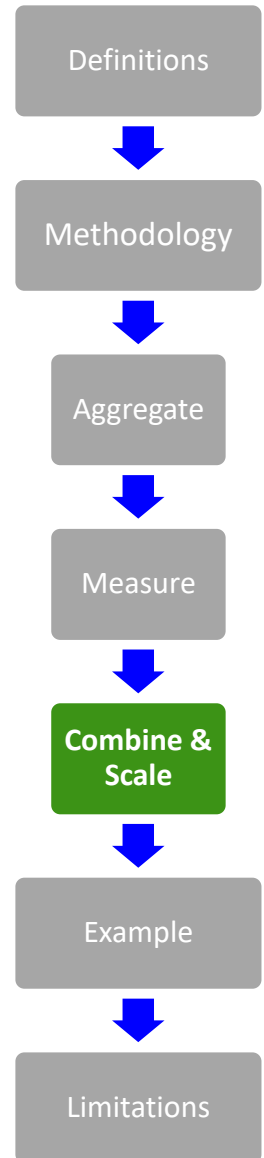 Definitions
Methodology
Aggregate
Measure
Combine &
Scale
Example
Limitations